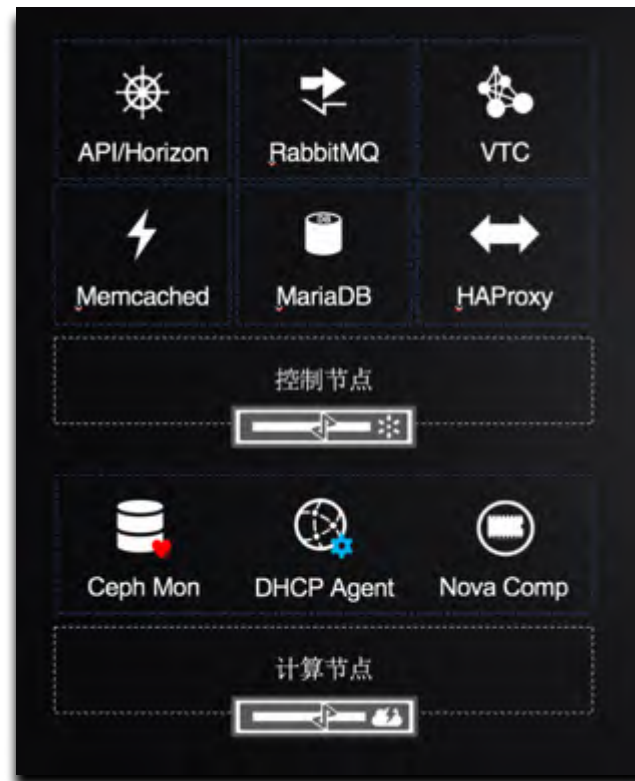 API/Horizon RabbitMQ VTC
DB
Memcached MariaDB HAProxy
控制节点
Ceph Mon DHCP Agent Nova Comp
计算节点